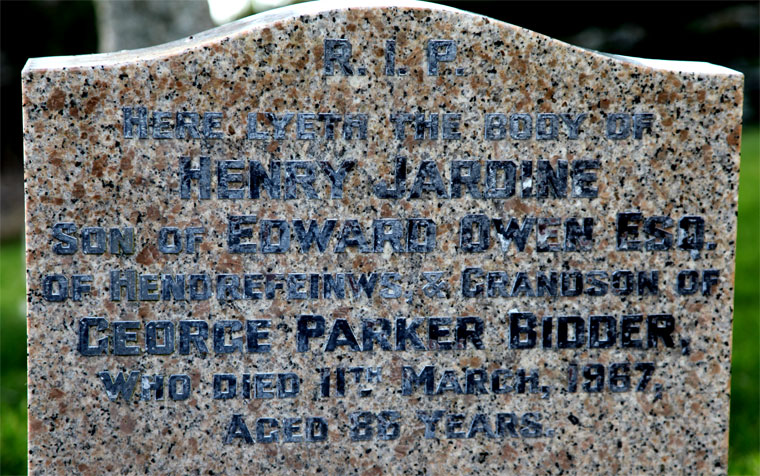 R. I. P.
HERE LYETH THE BODY OF
HENRY JARDINE
SON OF EDWARD OWEN ESQ.
OF HENDREFEINWS, & GRANDSON OF
GEORGE PARKER BIDDER,
WHO DIED 11TH MARCH, 1967,
AGED 86 YEARS.